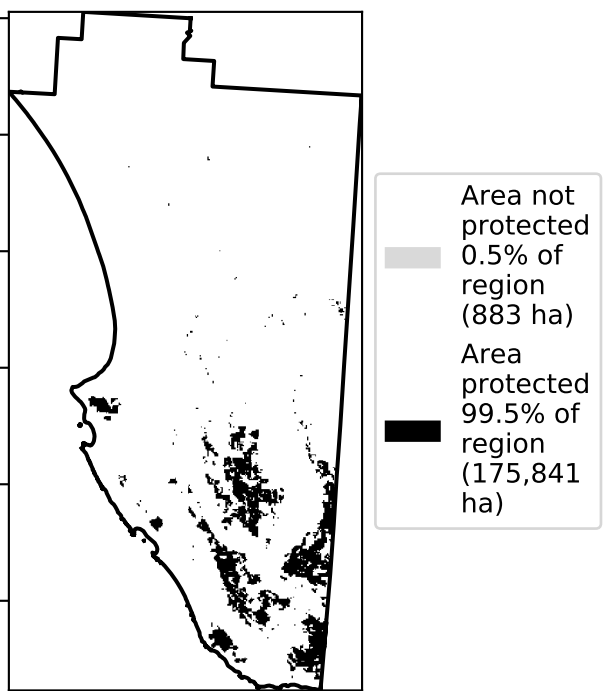 Area not
protected
0.5% of
region
(883 ha)
Area
protected
99.5% of
region
(175,841
ha)